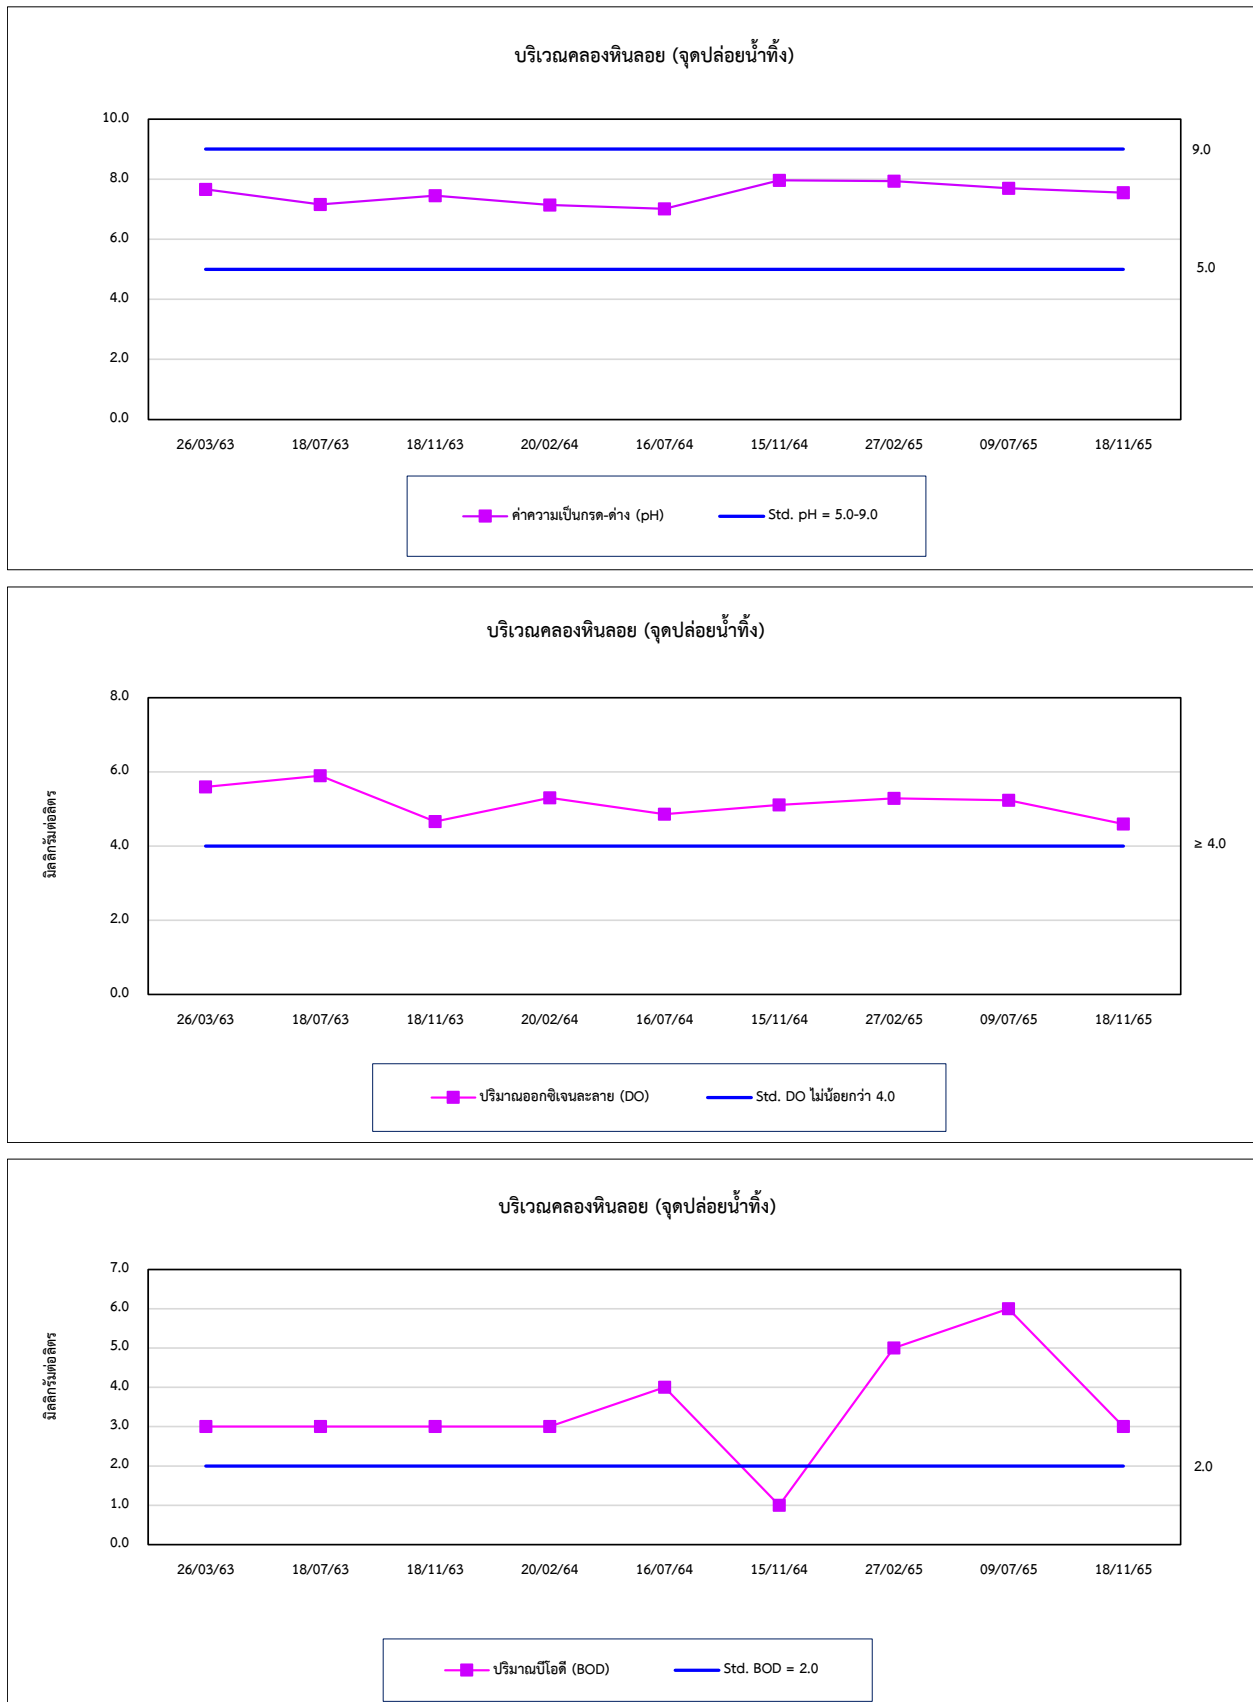 บริเวณคลองหินลอย (จุดปล่อยน้ำทิ้ง)
10.0
8.0
6.0
4.0
2.0
0.0
9.0
5.0
26/03/63 18/07/63 18/11/63 20/02/64 16/07/64 15/11/64 27/02/65 09/07/65 18/11/65
ค่าความเป็นกรด-ด่าง (pH) Std. pH = 5.0-9.0
บริเวณคลองหินลอย (จุดปล่อยน้ำทิ้ง)
มิลลิกรัมต่อลิตร
8.0
6.0
4.0
2.0
0.0
≥ 4.0
26/03/63 18/07/63 18/11/63 20/02/64 16/07/64 15/11/64 27/02/65 09/07/65 18/11/65
ปริมาณออกซิเจนละลาย (DO) Std. DO ไม่น้อยกว่า 4.0
บริเวณคลองหินลอย (จุดปล่อยน้ำทิ้ง)
มิลลิกรัมต่อลิตร
7.0
6.0
5.0
4.0
3.0
2.0
1.0
0.0
2.0
26/03/63 18/07/63 18/11/63 20/02/64 16/07/64 15/11/64 27/02/65 09/07/65 18/11/65
ปริมาณบีโอดี (BOD) Std. BOD = 2.0